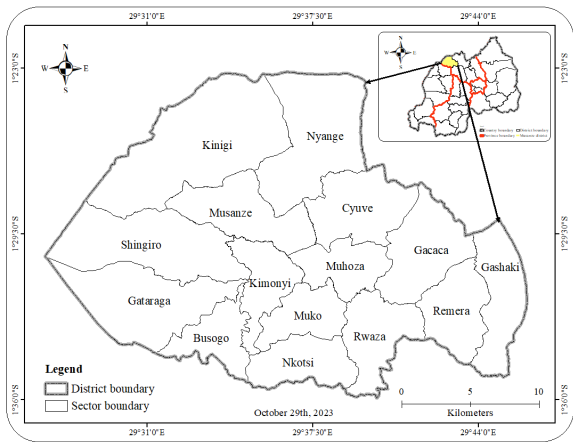 29°31'0"E 29°37'30"E 29°44'0"E
1°23'0"S
1°29'30"S
1°36'0"S
1°23'0"S
1°29'30"S
1°36'0"S
N
W E
S
N
W E
S
District boundary
Kinigi
Nyange
Musanze
Cyuve
Shingiro
Gacaca
Gashaki
Muhoza
Kimonyi
Gataraga
Muko
Remera
Busogo
Rwaza
Nkotsi
Legend
District boundary
Sector boundary
October 29th, 2023
0 5 10
Kilometers
29°31'0"E 29°37'30"E 29°44'0"E